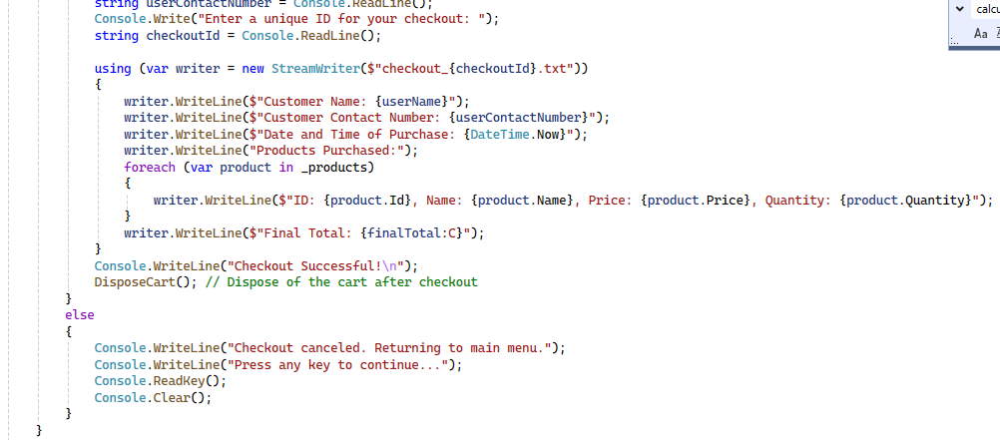 string userContactNumber = Console.ReadLine();
Console.Write("Enter a unique ID for your checkout: ");
string checkoutId = Console.ReadLine();
using (var writer = new StreamWriter($"checkout_{checkoutId}.txt"))
{
writer.WriteLine($"Customer Name: {userName}");
writer.WriteLine($"Customer Contact Number: {userContactNumber}");
writer.WriteLine($"Date and Time of Purchase: {DateTime.Now}");
writer.WriteLine("Products Purchased:");
foreach (var product in _products)
{
writer.WriteLine($"ID: {product.Id}, Name: {product.Name}, Price: {product.Price}, Quantity: {product.Quantity}");
}
writer.WriteLine($"Final Total: {finalTotal:C}");
}
Console.WriteLine("Checkout Successful!\n");
DisposeCart(); // Dispose of the cart after checkout
}
else
{
Console.WriteLine("Checkout canceled. Returning to main menu.");
Console.WriteLine("Press any key to continue...");
Console.ReadKey();
Console.Clear();
}
}
calcu
Aa